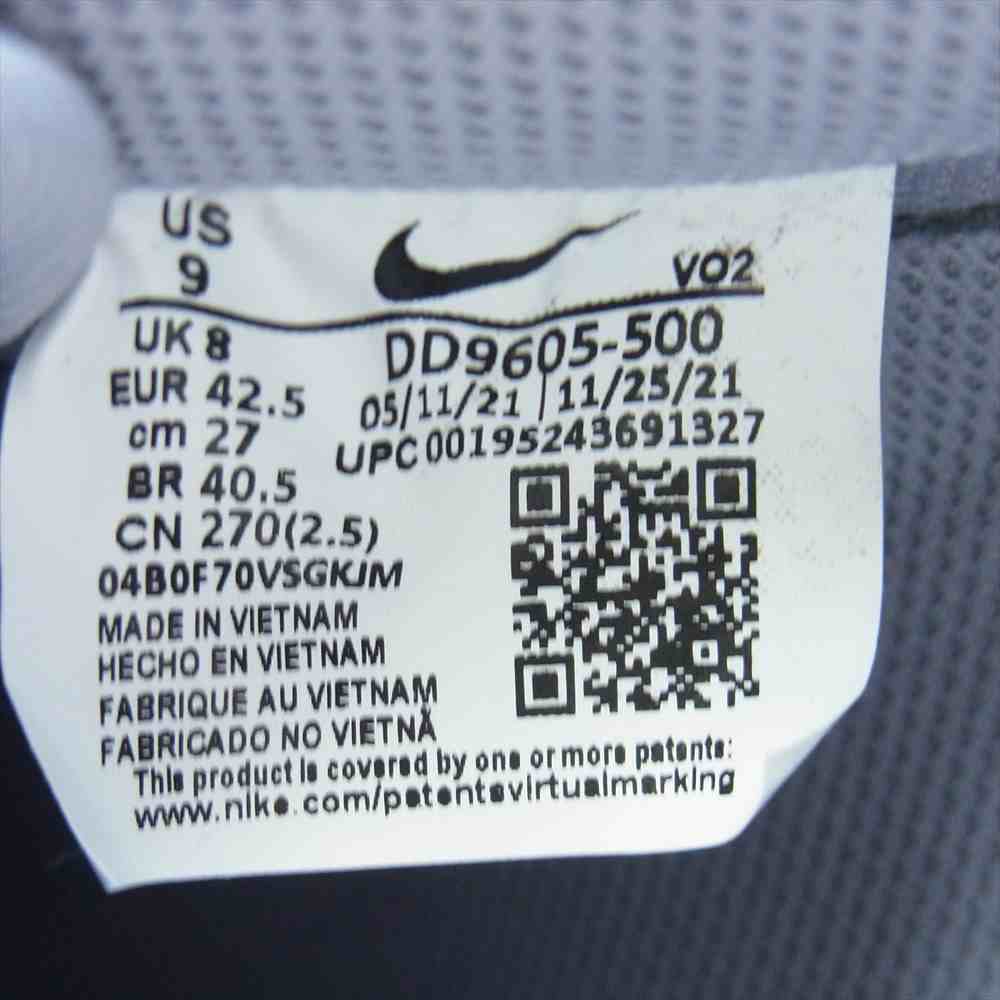 US
9
VO2
UK 8
EUR 42.5
cm 27
BR 40.5
CN 270(2.5)
DD9605-500
05/11/21 | 11/25/21
UPC00195243691327
04B0F70VSGKJM
MADE IN VIETNAM
HECHO EN VIETNAM
FABRIQUE AU VIETNAM
FABRICADO NO VIETNÃ
This product is covered by one or more patents:
www.nike.com/patentsvirtualmarking